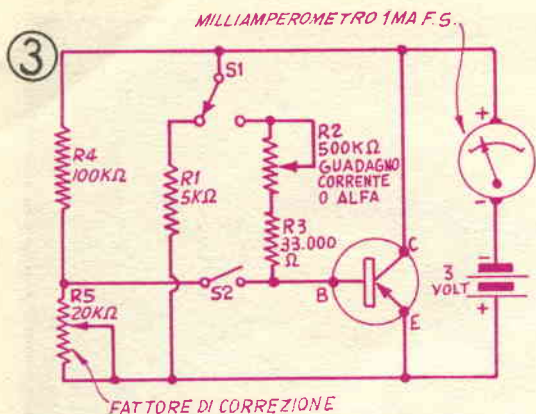 MILLIAMPEROMETRO 1MA F.S.
3
S1
+
R4
100KΩ
R1
5KΩ
R2
500KΩ
GUADAGNO
CORRENTE
O ALFA
-
R3
33.000
Ω
C
-
3
VOLT
+
S2
B
E
R5
20KΩ
FATTORE DI CORREZIONE